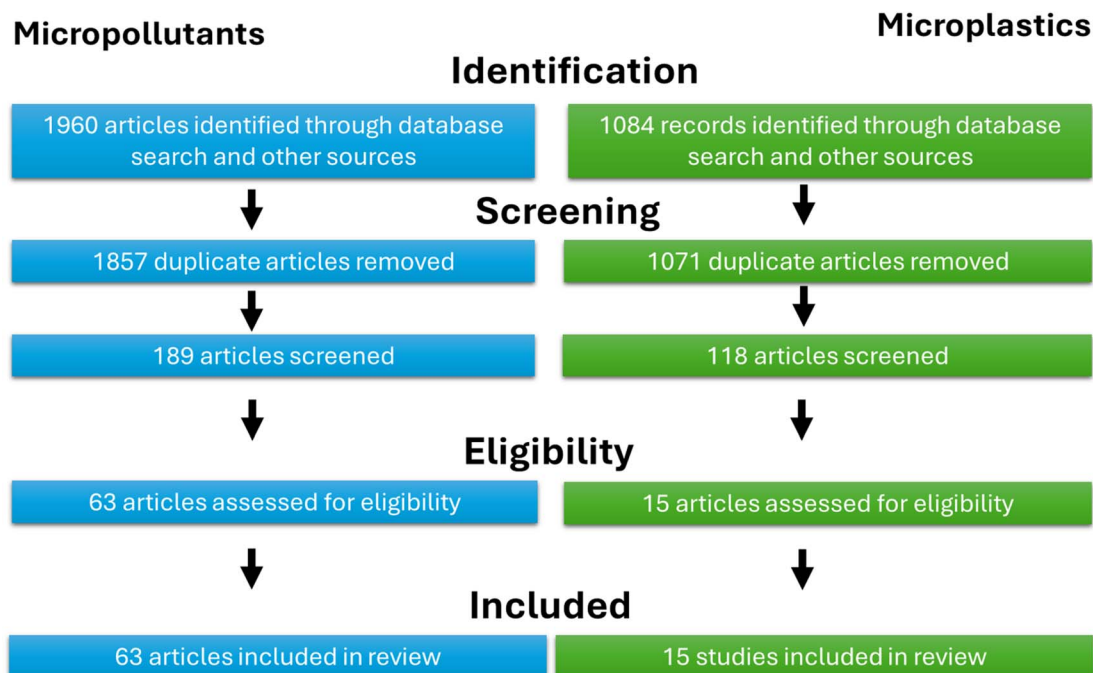 Micropollutants
Microplastics
Identification
1960 articles identified through database
search and other sources
1084 records identified through database
search and other sources
Screening
1857 duplicate articles removed
1071 duplicate articles removed
189 articles screened
118 articles screened
Eligibility
63 articles assessed for eligibility
15 articles assessed for eligibility
Included
63 articles included in review
15 studies included in review